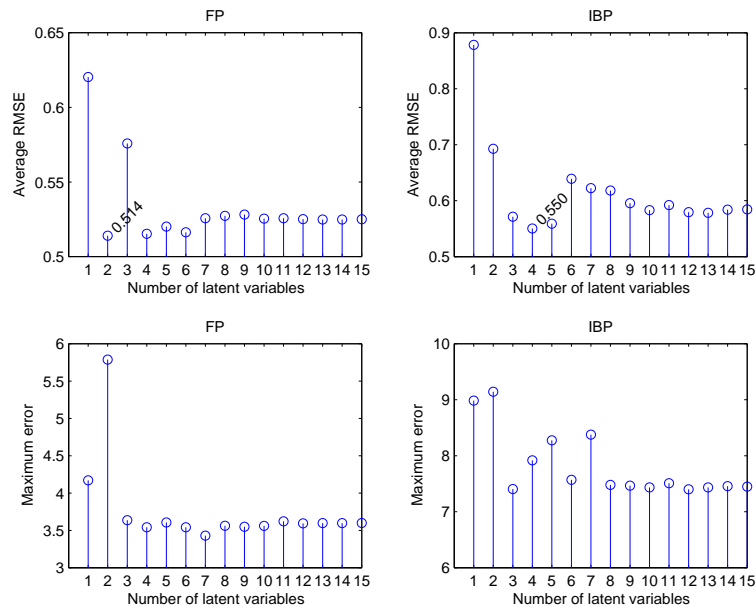 FP
0.65
0.6
0.55
0.5
Average RMSE
0.514
1 2 3 4 5 6 7 8 9 10 11 12 13 14 15
Number of latent variables
IBP
0.9
0.8
0.7
0.6
0.5
Average RMSE
0.550
1 2 3 4 5 6 7 8 9 10 11 12 13 14 15
Number of latent variables
FP
6
5.5
5
4.5
4
3.5
3
Maximum error
1 2 3 4 5 6 7 8 9 10 11 12 13 14 15
Number of latent variables
IBP
10
9
8
7
6
Maximum error
1 2 3 4 5 6 7 8 9 10 11 12 13 14 15
Number of latent variables